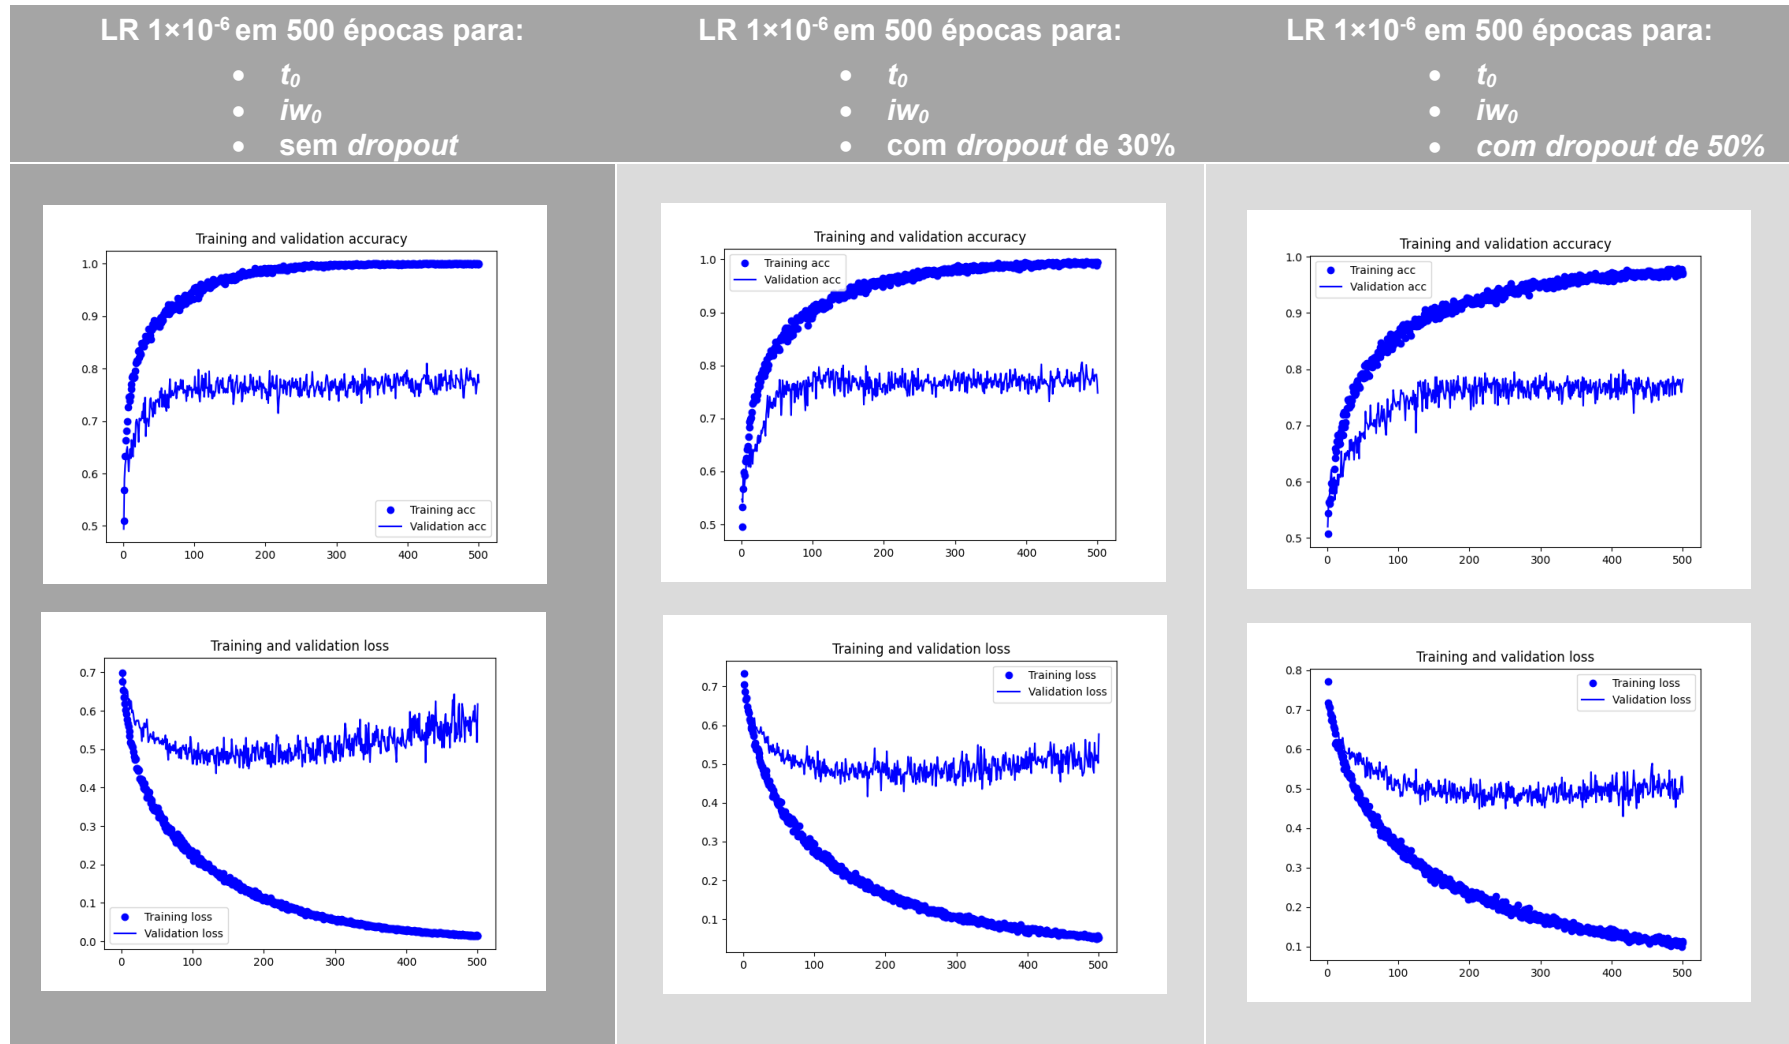 LR 1×10⁻⁶ em 500 épocas para:
• t₀
• iw₀
• sem dropout
LR 1×10⁻⁶ em 500 épocas para:
• t₀
• iw₀
• com dropout de 30%
LR 1×10⁻⁶ em 500 épocas para:
• t₀
• iw₀
• com dropout de 50%
Training and validation accuracy
1.0
0.9
0.8
0.7
0.6
0.5
Training acc
Validation acc
0 100 200 300 400 500
Training and validation accuracy
Training acc
Validation acc
1.0
0.9
0.8
0.7
0.6
0.5
0 100 200 300 400 500
Training and validation accuracy
Training acc
Validation acc
1.0
0.9
0.8
0.7
0.6
0.5
0 100 200 300 400 500
Training and validation loss
0.7
0.6
0.5
0.4
0.3
0.2
0.1
0.0
Training loss
Validation loss
0 100 200 300 400 500
Training and validation loss
Training loss
Validation loss
0.7
0.6
0.5
0.4
0.3
0.2
0.1
0 100 200 300 400 500
Training and validation loss
Training loss
Validation loss
0.8
0.7
0.6
0.5
0.4
0.3
0.2
0.1
0 100 200 300 400 500